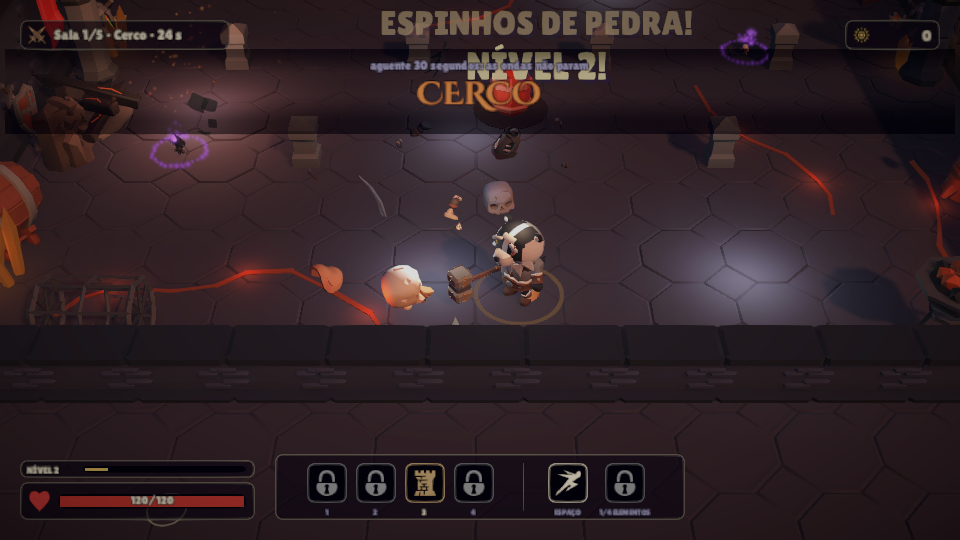 Sala 1/5 · Cerco · 24 s
ESPINHOS DE PEDRA!
0
NÍVEL 2!
aguente 30 segundos: as ondas não param
CERCO
NÍVEL 2
120/120
1
2
3
4
ESPAÇO
1/4 ELEMENTOS